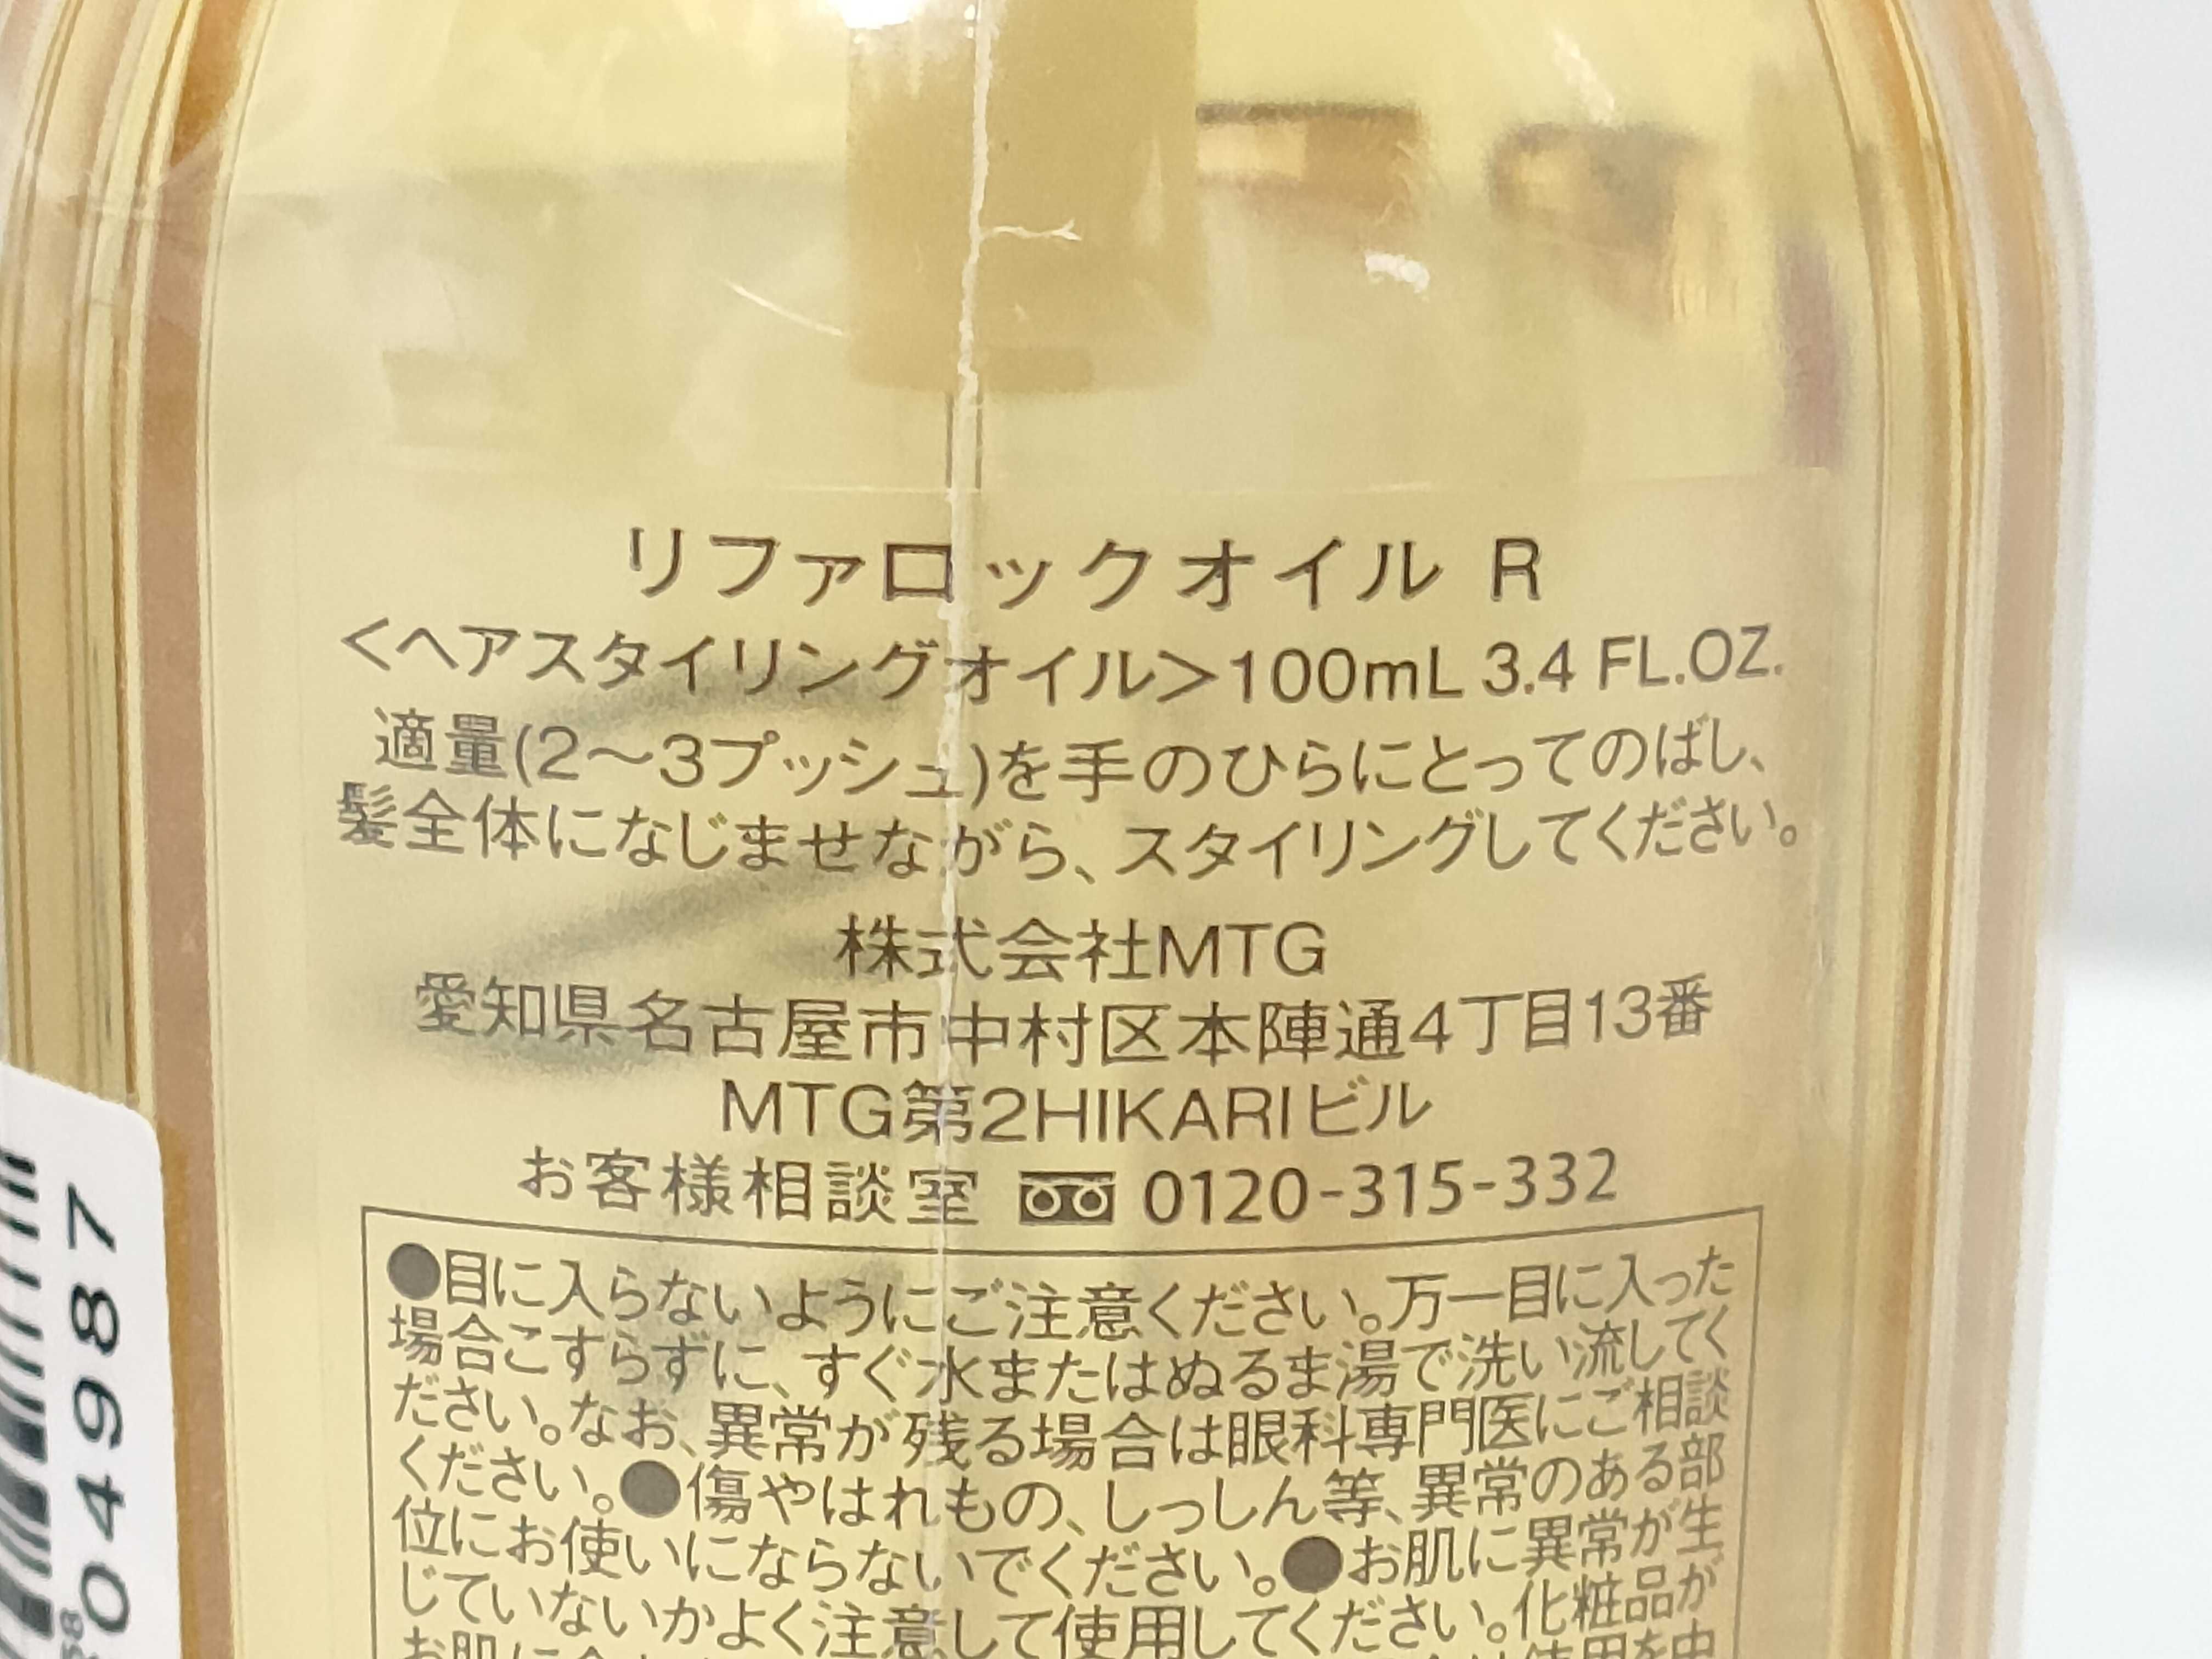 リファロックオイル R
<ヘアスタイリングオイル>100mL 3.4 FL.OZ.
適量(2〜3プッシュ)を手のひらにとってのばし、
髪全体になじませながら、スタイリングしてください。
株式会社MTG
愛知県名古屋市中村区本陣通4丁目13番
MTG第2HIKARIビル
お客様相談室 0120-315-332
●目に入らないようにご注意ください。万一目に入った
場合こすらずに、すぐ水またはぬるま湯で洗い流してく
ださい。なお、異常が残る場合は眼科専門医にご相談
ください。●傷やはれもの、しっしん等、異常のある部
位にお使いにならないでください。●お肌に異常が生
じていないかよく注意して使用してください。化粧品が
お肌に
04987